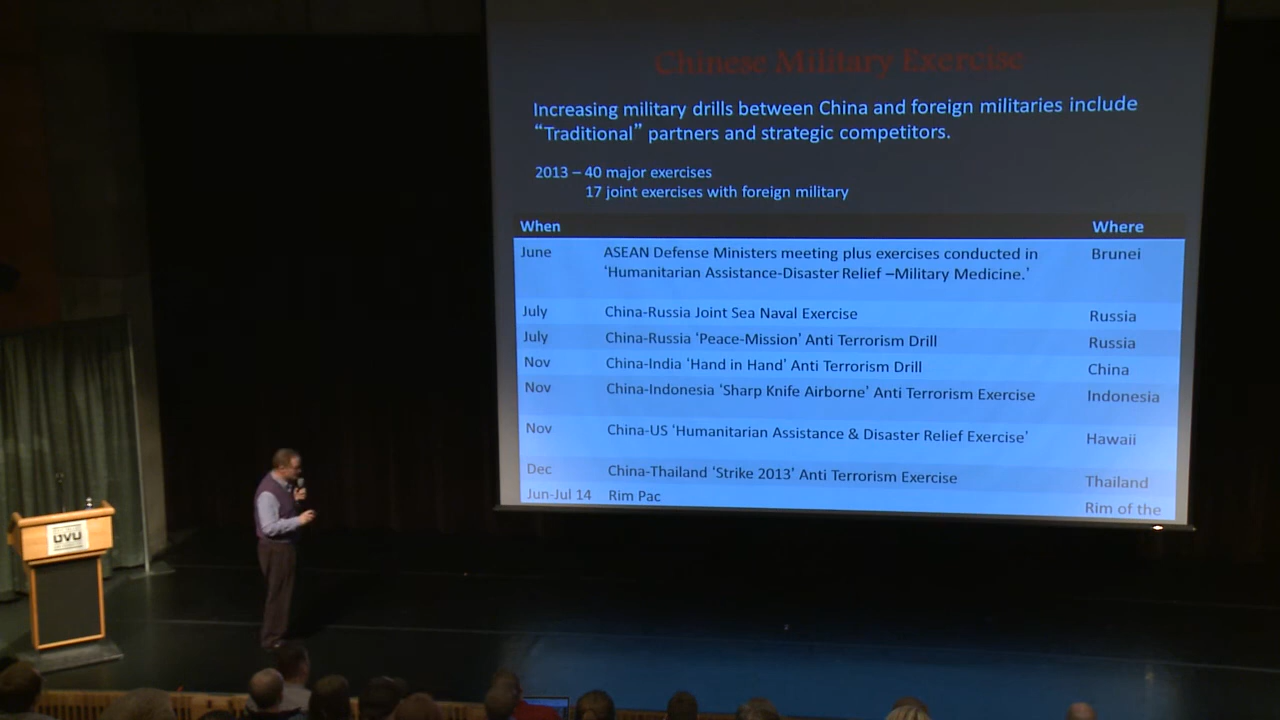 Chinese Military Exercise
Increasing military drills between China and foreign militaries include
“Traditional” partners and strategic competitors.
2013 – 40 major exercises
17 joint exercises with foreign military
When Where
June ASEAN Defense Ministers meeting plus exercises conducted in Brunei
‘Humanitarian Assistance-Disaster Relief –Military Medicine.’
July China-Russia Joint Sea Naval Exercise Russia
July China-Russia ‘Peace-Mission’ Anti Terrorism Drill Russia
Nov China-India ‘Hand in Hand’ Anti Terrorism Drill China
Nov China-Indonesia ‘Sharp Knife Airborne’ Anti Terrorism Exercise Indonesia
Nov China-US ‘Humanitarian Assistance & Disaster Relief Exercise’ Hawaii
Dec China-Thailand ‘Strike 2013’ Anti Terrorism Exercise Thailand
Jun-Jul 14 Rim Pac Rim of the
UVU